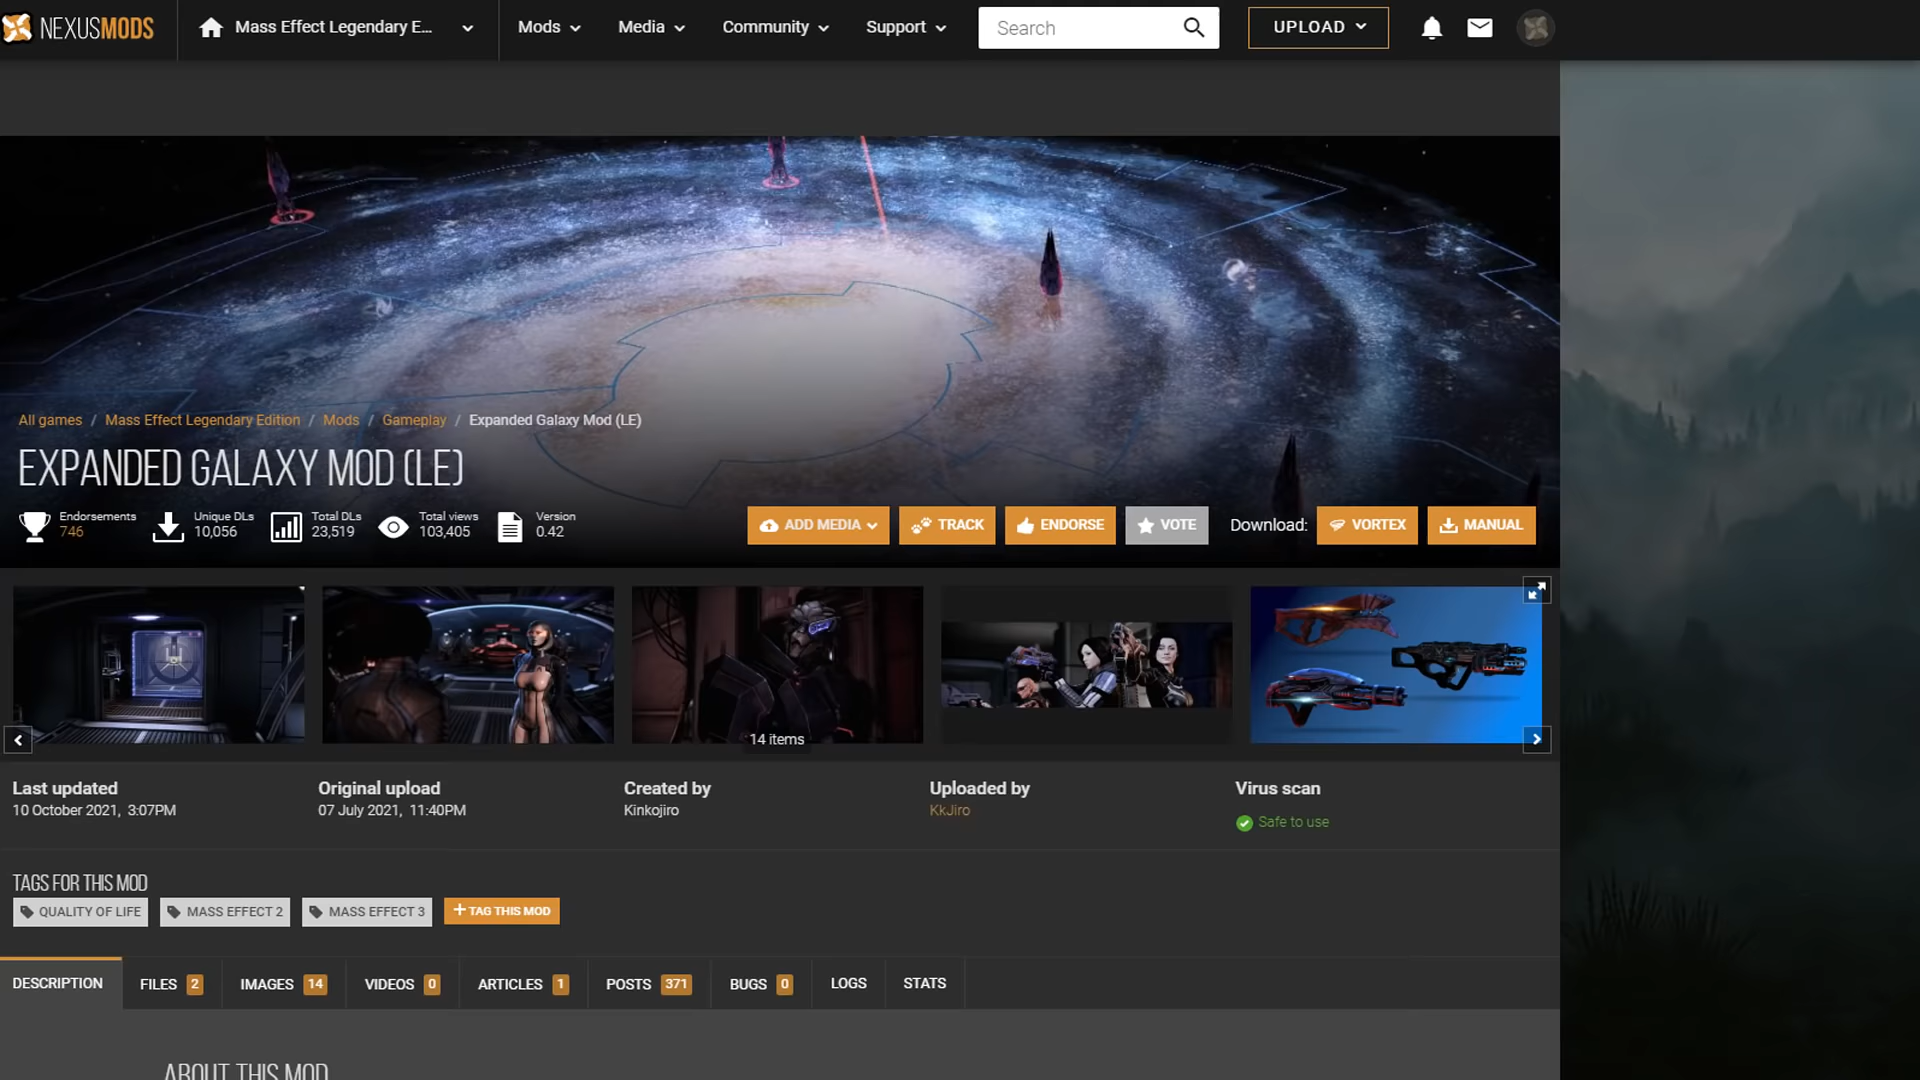 NEXUSMODS
Mass Effect Legendary E...
Mods
Media
Community
Support
Search
UPLOAD
All games / Mass Effect Legendary Edition / Mods / Gameplay / Expanded Galaxy Mod (LE)
EXPANDED GALAXY MOD (LE)
Endorsements
746
Unique DLs
10,056
Total DLs
23,519
Total views
103,405
Version
0.42
ADD MEDIA
TRACK
ENDORSE
VOTE
Download:
VORTEX
MANUAL
14 items
Last updated
10 October 2021, 3:07PM
Original upload
07 July 2021, 11:40PM
Created by
Kinkojiro
Uploaded by
KkJiro
Virus scan
Safe to use
TAGS FOR THIS MOD
QUALITY OF LIFE
MASS EFFECT 2
MASS EFFECT 3
+ TAG THIS MOD
DESCRIPTION
FILES 2
IMAGES 14
VIDEOS 0
ARTICLES 1
POSTS 371
BUGS 0
LOGS
STATS
ABOUT THIS MOD